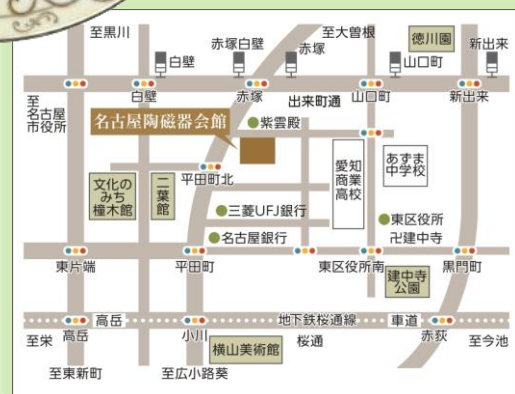 至黒川
至大曽根
徳川園
新出来
赤塚白壁
赤塚
白壁
山口町
至名古屋市役所
白壁
赤塚
出来町通
山口町
新出来
名古屋陶磁器会館
紫雲殿
文化のみち橦木館
二葉館
平田町北
愛知商業高校
あずま中学校
三菱UFJ銀行
東区役所
名古屋銀行
卍建中寺
東片端
平田町
東区役所南
黒門町
建中寺公園
高岳
地下鉄桜通線
車道
至栄
高岳
小川
横山美術館
桜通
赤萩
至今池
至東新町
至広小路葵